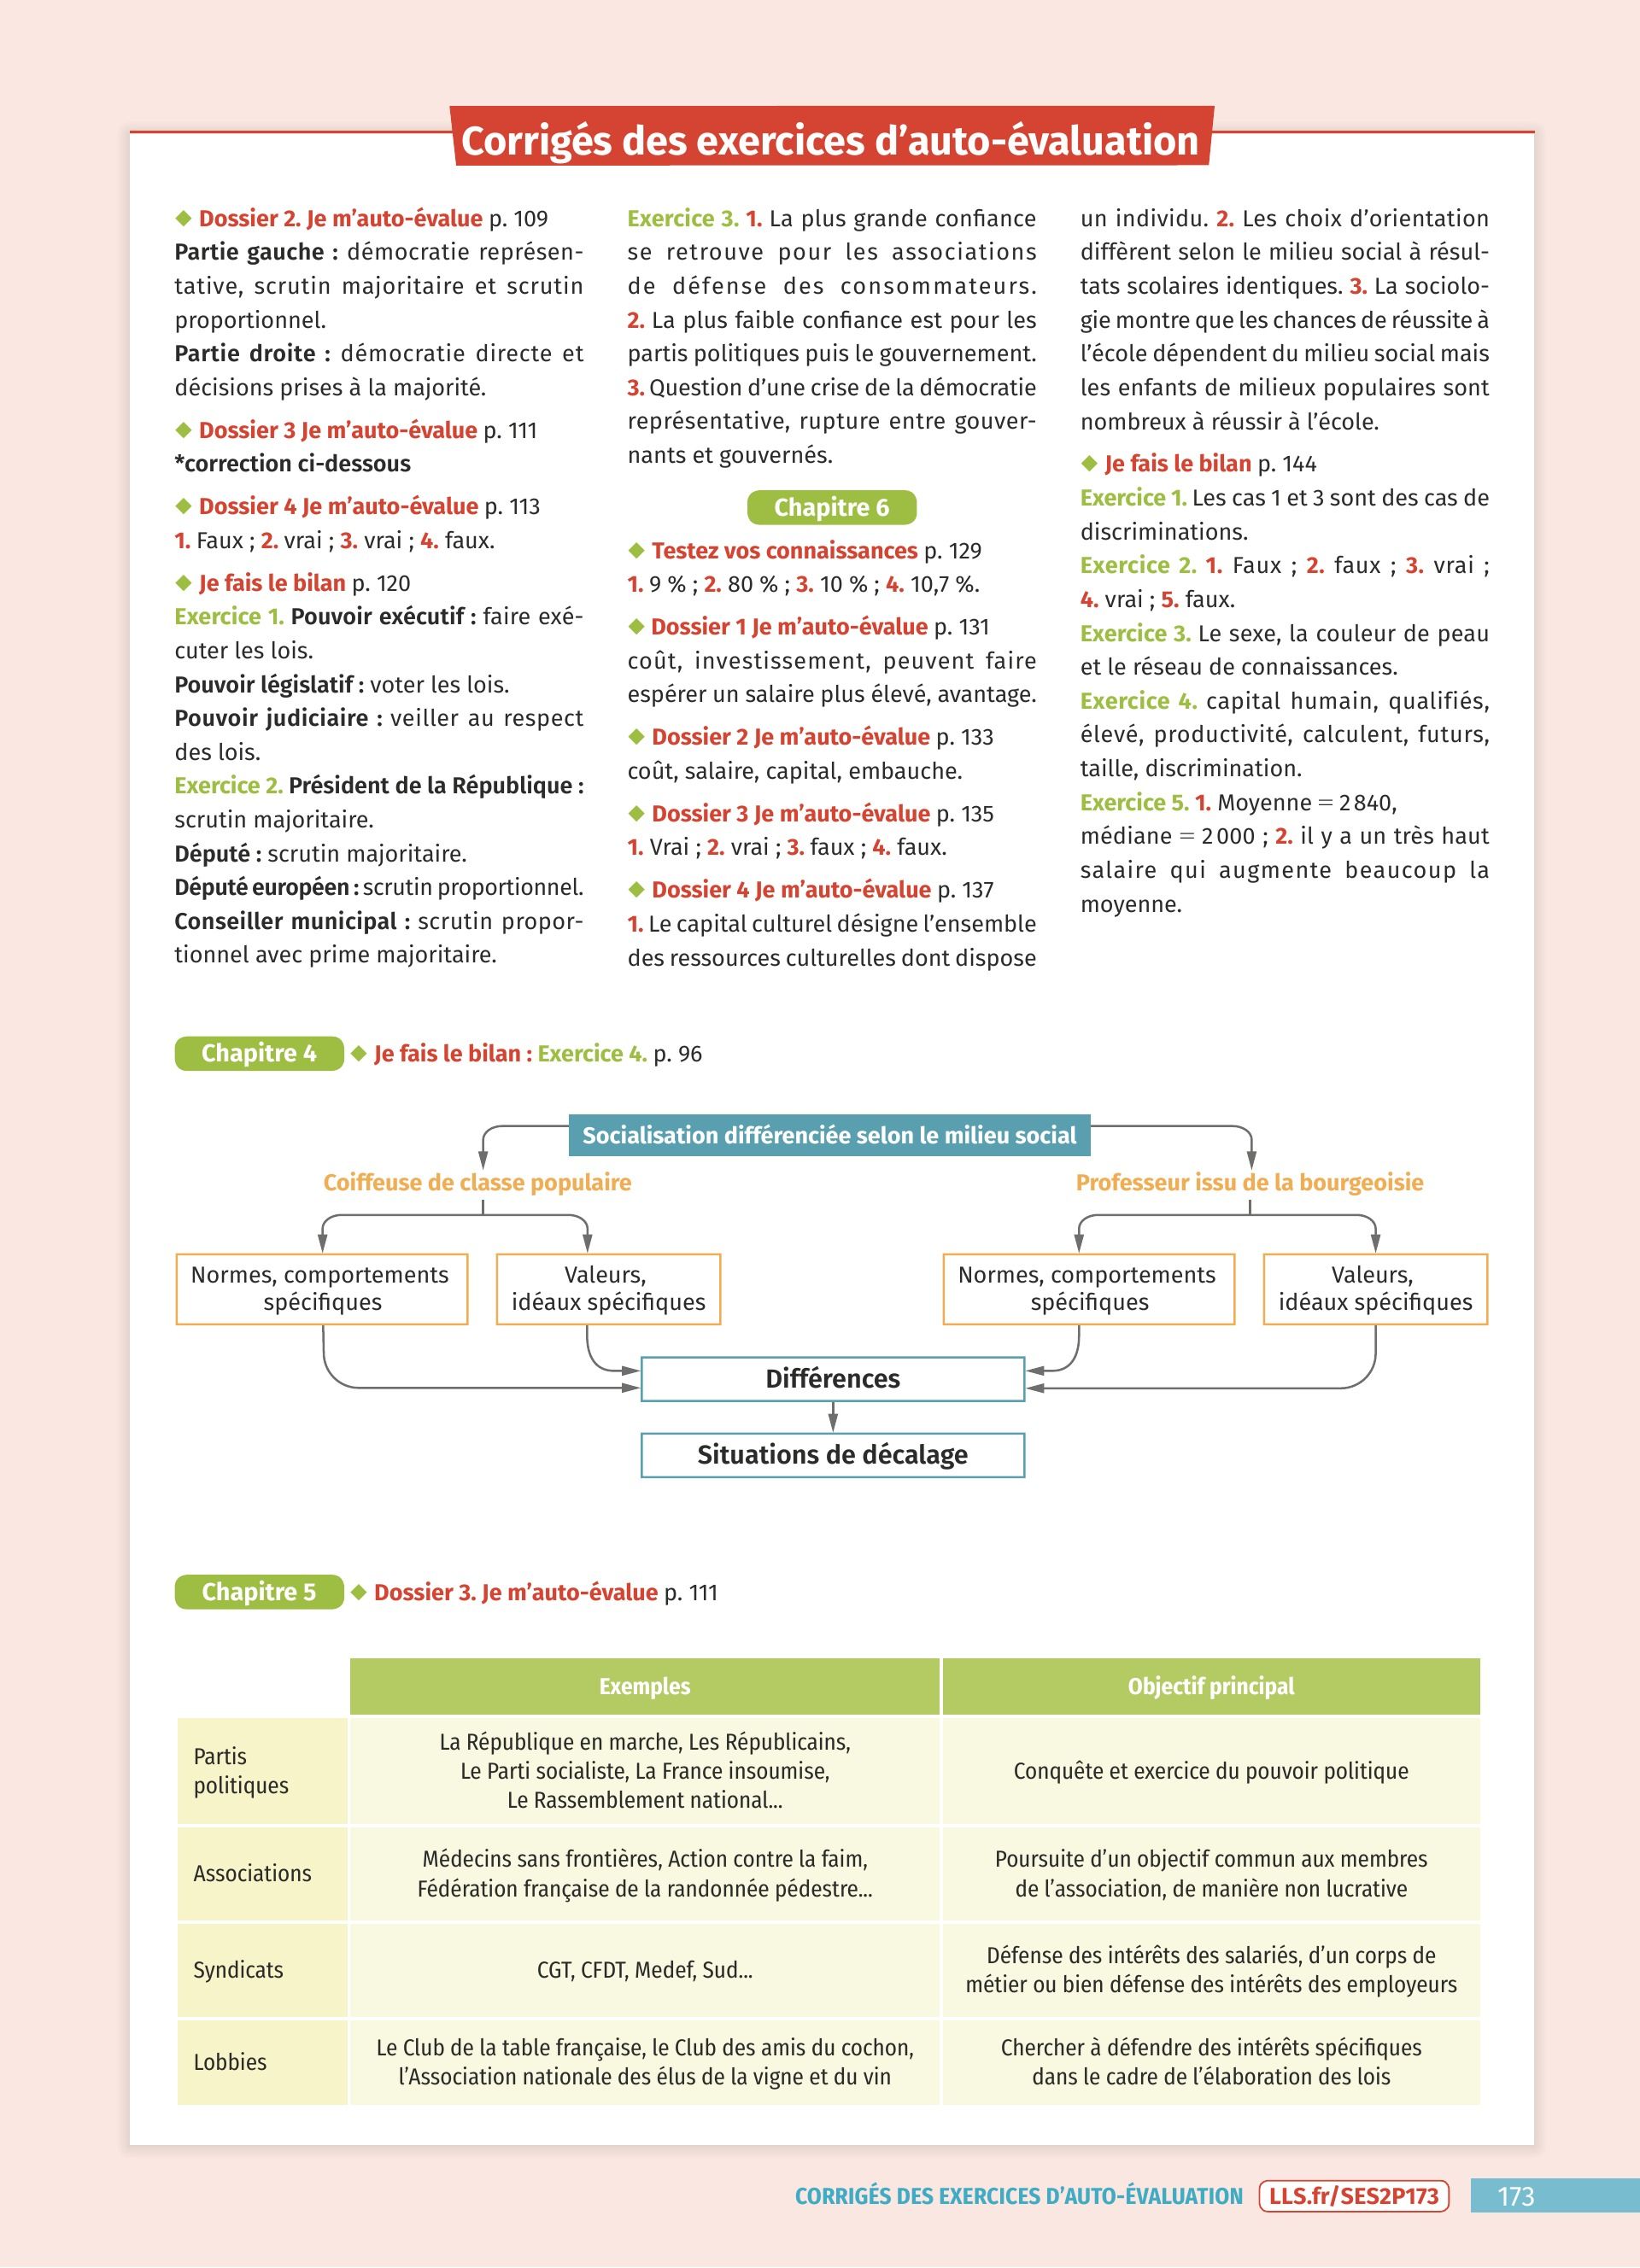 Corrigés des exercices d’auto-évaluation
◆ Dossier 2. Je m’auto-évalue p. 109
Partie gauche : démocratie représen-
tative, scrutin majoritaire et scrutin
proportionnel.
Partie droite : démocratie directe et
décisions prises à la majorité.
◆ Dossier 3 Je m’auto-évalue p. 111
*correction ci-dessous
◆ Dossier 4 Je m’auto-évalue p. 113
1. Faux ; 2. vrai ; 3. vrai ; 4. faux.
◆ Je fais le bilan p. 120
Exercice 1. Pouvoir exécutif : faire exé-
cuter les lois.
Pouvoir législatif : voter les lois.
Pouvoir judiciaire : veiller au respect
des lois.
Exercice 2. Président de la République :
scrutin majoritaire.
Député : scrutin majoritaire.
Député européen : scrutin proportionnel.
Conseiller municipal : scrutin propor-
tionnel avec prime majoritaire.
Exercice 3. 1. La plus grande confiance
se retrouve pour les associations
de défense des consommateurs.
2. La plus faible confiance est pour les
partis politiques puis le gouvernement.
3. Question d’une crise de la démocratie
représentative, rupture entre gouver-
nants et gouvernés.
Chapitre 6
◆ Testez vos connaissances p. 129
1. 9 % ; 2. 80 % ; 3. 10 % ; 4. 10,7 %.
◆ Dossier 1 Je m’auto-évalue p. 131
coût, investissement, peuvent faire
espérer un salaire plus élevé, avantage.
◆ Dossier 2 Je m’auto-évalue p. 133
coût, salaire, capital, embauche.
◆ Dossier 3 Je m’auto-évalue p. 135
1. Vrai ; 2. vrai ; 3. faux ; 4. faux.
◆ Dossier 4 Je m’auto-évalue p. 137
1. Le capital culturel désigne l’ensemble
des ressources culturelles dont dispose
un individu. 2. Les choix d’orientation
diffèrent selon le milieu social à résul-
tats scolaires identiques. 3. La sociolo-
gie montre que les chances de réussite à
l’école dépendent du milieu social mais
les enfants de milieux populaires sont
nombreux à réussir à l’école.
◆ Je fais le bilan p. 144
Exercice 1. Les cas 1 et 3 sont des cas de
discriminations.
Exercice 2. 1. Faux ; 2. faux ; 3. vrai ;
4. vrai ; 5. faux.
Exercice 3. Le sexe, la couleur de peau
et le réseau de connaissances.
Exercice 4. capital humain, qualifiés,
élevé, productivité, calculent, futurs,
taille, discrimination.
Exercice 5. 1. Moyenne = 2 840,
médiane = 2 000 ; 2. il y a un très haut
salaire qui augmente beaucoup la
moyenne.
Chapitre 4 ◆ Je fais le bilan : Exercice 4. p. 96
Socialisation différenciée selon le milieu social
Coiffeuse de classe populaire Professeur issu de la bourgeoisie
Normes, comportements
spécifiques
Valeurs,
idéaux spécifiques
Normes, comportements
spécifiques
Valeurs,
idéaux spécifiques
Différences
Situations de décalage
Chapitre 5 ◆ Dossier 3. Je m’auto-évalue p. 111
Exemples Objectif principal
Partis
politiques
La République en marche, Les Républicains,
Le Parti socialiste, La France insoumise,
Le Rassemblement national...
Conquête et exercice du pouvoir politique
Associations
Médecins sans frontières, Action contre la faim,
Fédération française de la randonnée pédestre...
Poursuite d’un objectif commun aux membres
de l’association, de manière non lucrative
Syndicats
CGT, CFDT, Medef, Sud...
Défense des intérêts des salariés, d’un corps de
métier ou bien défense des intérêts des employeurs
Lobbies
Le Club de la table française, le Club des amis du cochon,
l’Association nationale des élus de la vigne et du vin
Chercher à défendre des intérêts spécifiques
dans le cadre de l’élaboration des lois
CORRIGÉS DES EXERCICES D’AUTO-ÉVALUATION LLS.fr/SES2P173 173